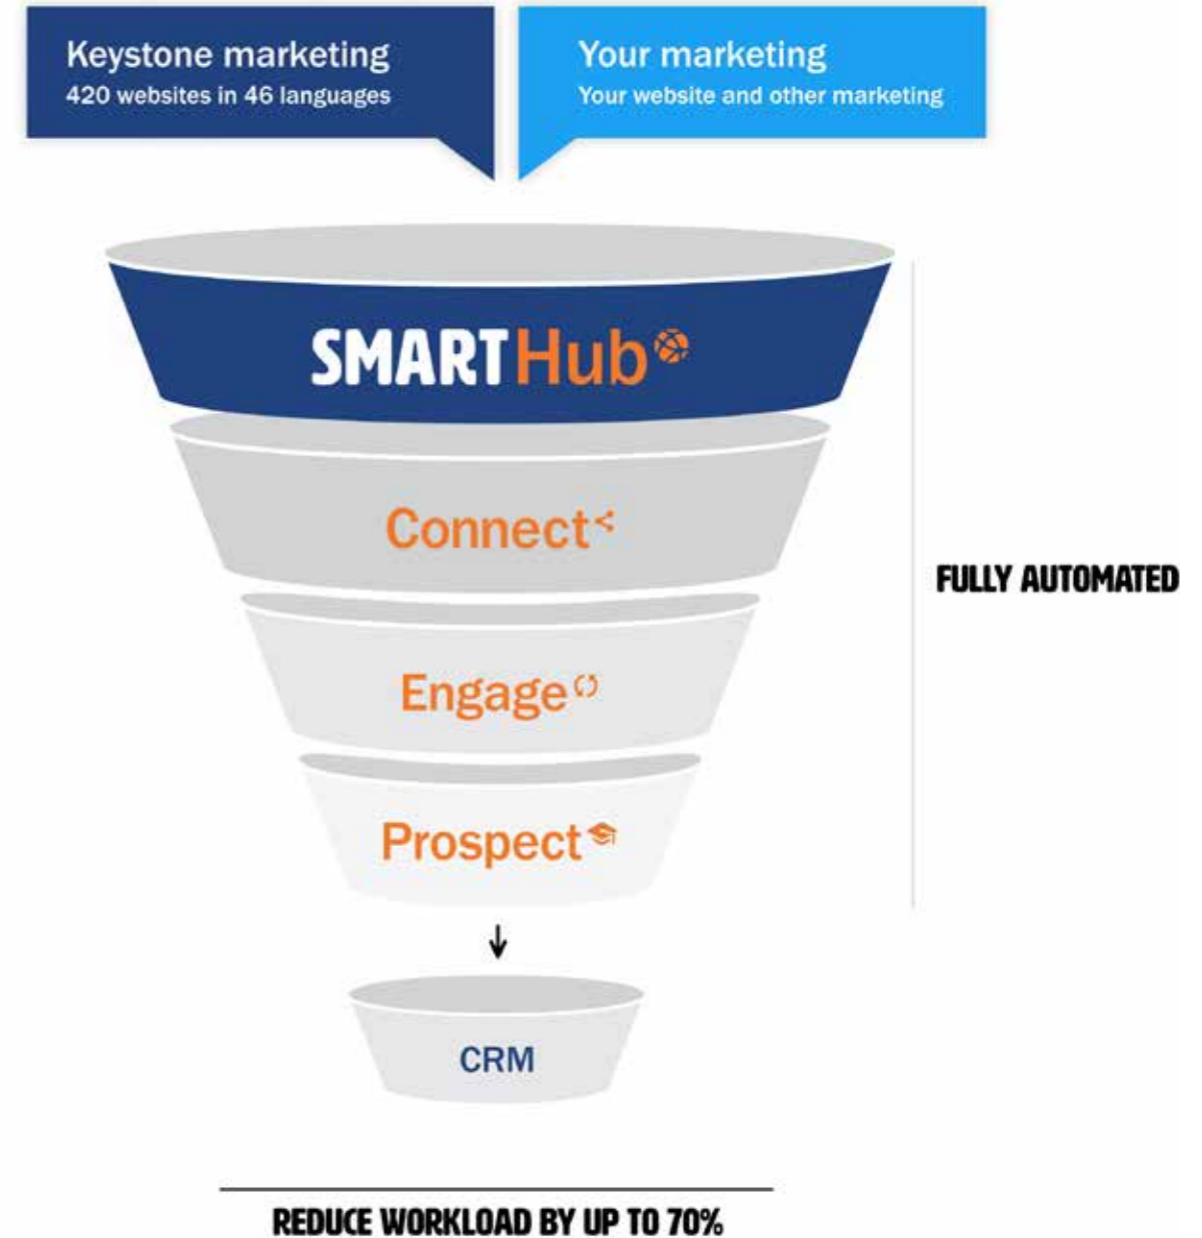 Keystone marketing
420 websites in 46 languages
Your marketing
Your website and other marketing
SMARTHub
Connect
Engage
Prospect
FULLY AUTOMATED
CRM
REDUCE WORKLOAD BY UP TO 70%